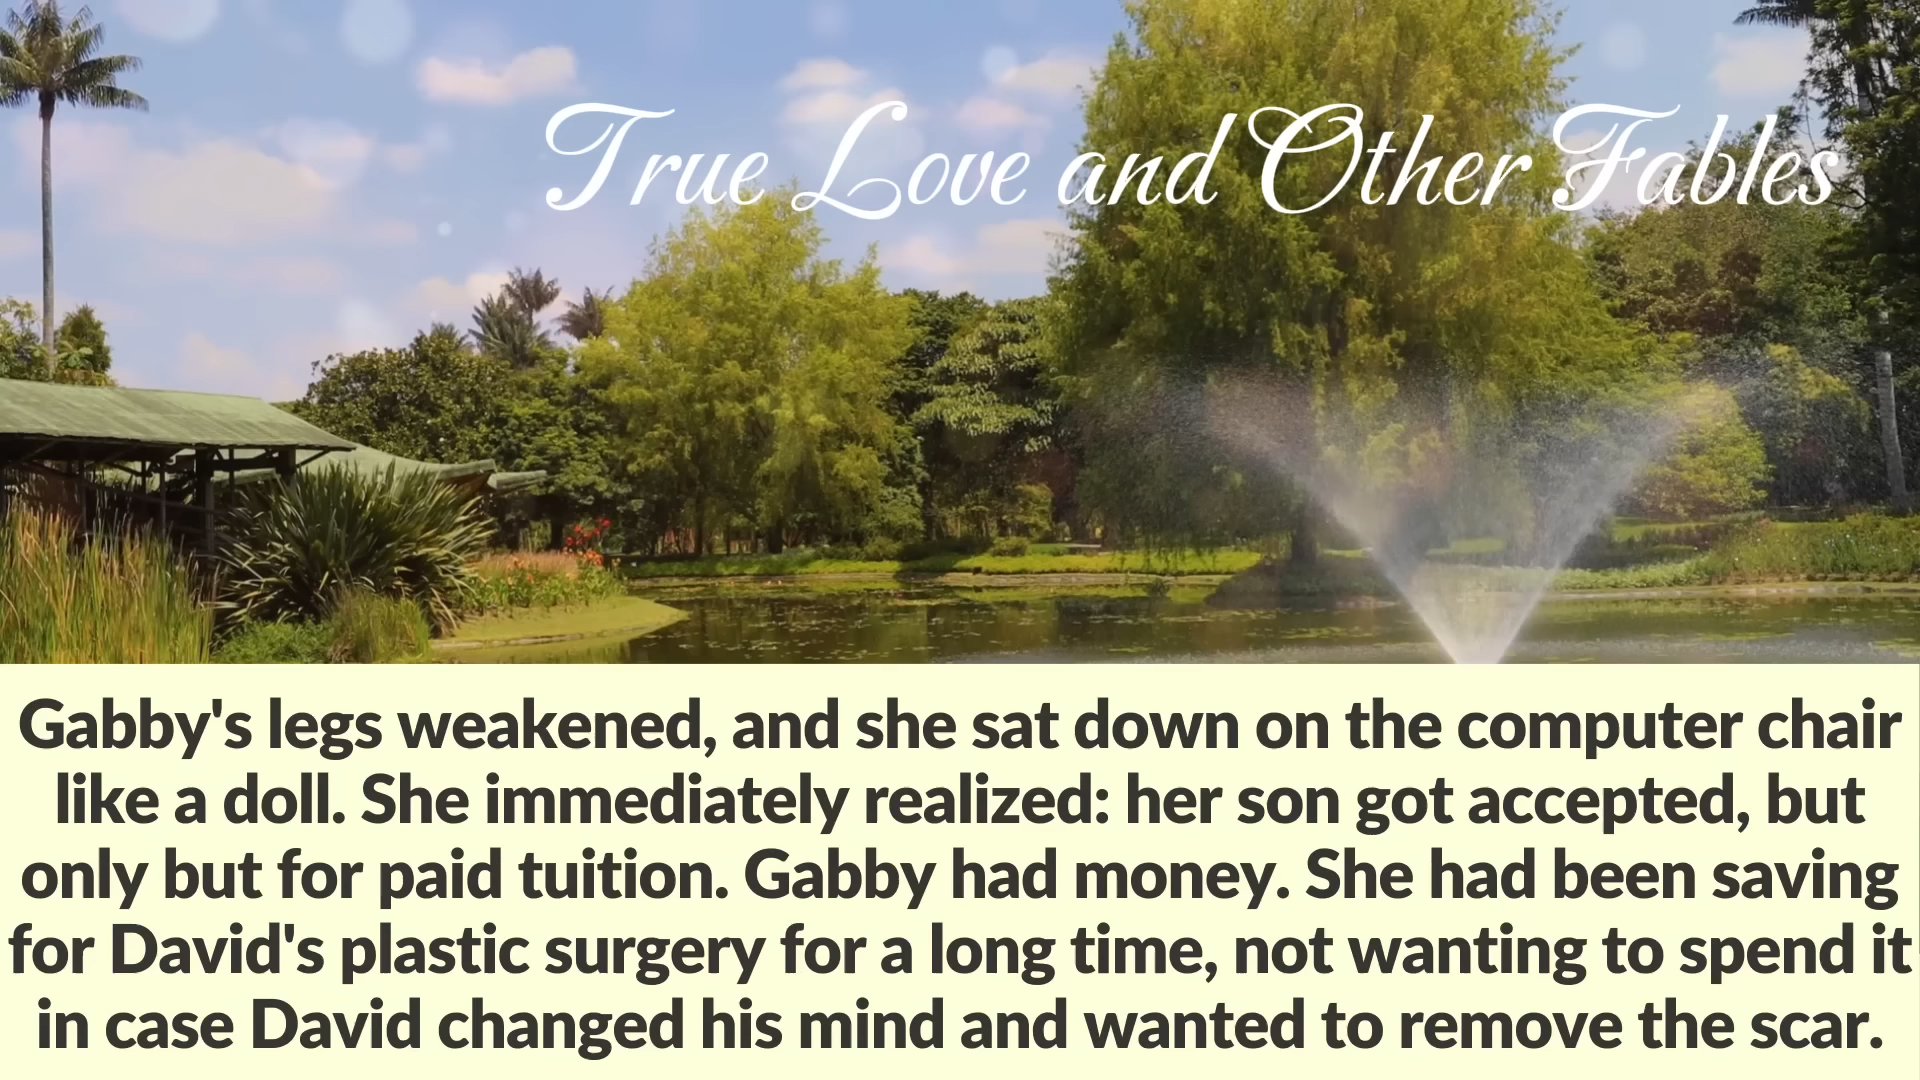 True Love and Other Fables
Gabby's legs weakened, and she sat down on the computer chair
like a doll. She immediately realized: her son got accepted, but
only but for paid tuition. Gabby had money. She had been saving
for David's plastic surgery for a long time, not wanting to spend it
in case David changed his mind and wanted to remove the scar.